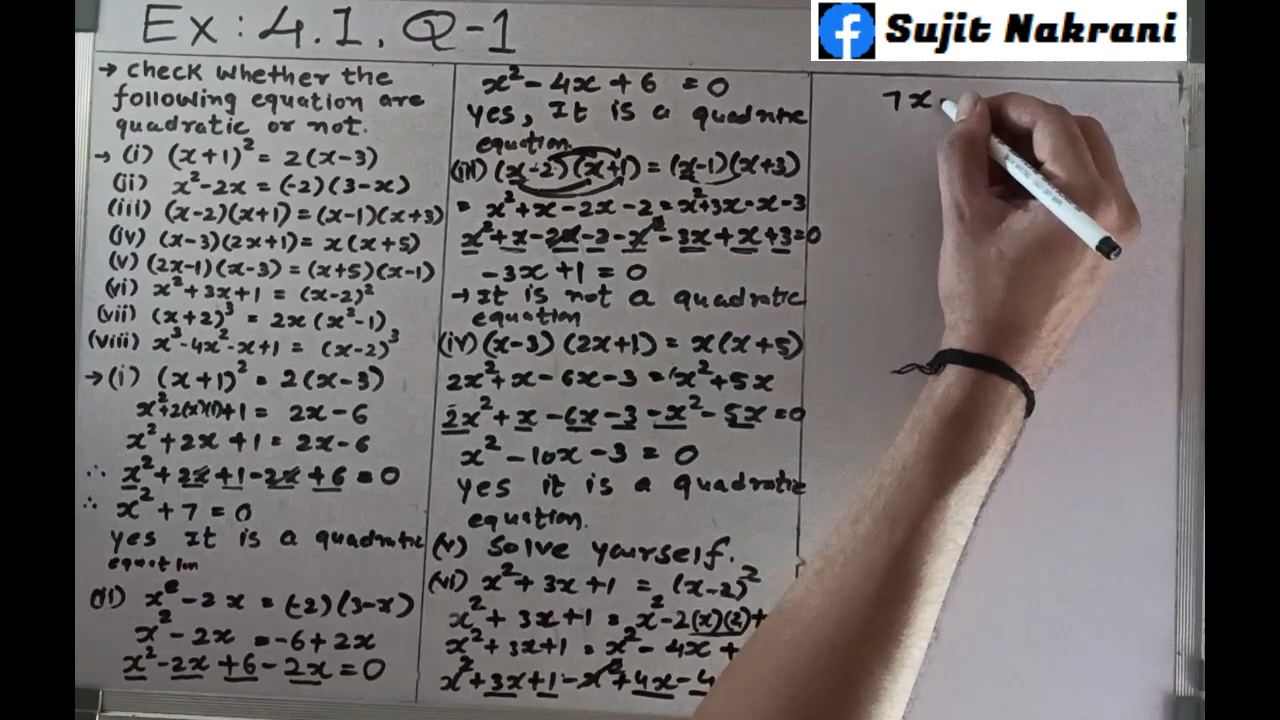 Ex : 4.1. Q-1
Sujit Nakrani
→ check whether the
following equation are
quadratic or not.
→ (i) (x+1)² = 2(x-3)
(ii) x²-2x = (-2)(3-x)
(iii) (x-2)(x+1) = (x-1)(x+3)
(iv) (x-3)(2x+1) = x(x+5)
(v) (2x-1)(x-3) = (x+5)(x-1)
(vi) x²+3x+1 = (x-2)²
(vii) (x+2)³ = 2x(x²-1)
(viii) x³-4x²-x+1 = (x-2)³
→ (i) (x+1)² = 2(x-3)
x²+2(x)(1)+1 = 2x-6
x²+2x+1 = 2x-6
∴ x²+2x+1-2x+6 = 0
∴ x²+7 = 0
yes It is a quadratic
equation
(ii) x²-2x = (-2)(3-x)
x²-2x = -6+2x
x²-2x+6-2x = 0
x²-4x+6 = 0
yes, It is a quadratic
equation.
(iii) (x-2)(x+1) = (x-1)(x+3)
= x²+x-2x-2 = x²+3x-x-3
x²+x-2x-2-x²-3x+x+3=0
-3x+1 = 0
→ It is not a quadratic
equation
(iv) (x-3)(2x+1) = x(x+5)
2x²+x-6x-3 = x²+5x
2x²+x-6x-3-x²-5x=0
x²-10x-3 = 0
yes it is a quadratic
equation.
(v) Solve yourself.
(vi) x²+3x+1 = (x-2)²
x²+3x+1 = x²-2(x)(2)+
x²+3x+1 = x²-4x+
x²+3x+1-x²+4x-4
7x